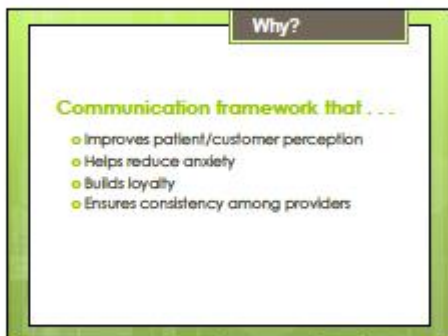 Why?
Communication framework that . . .
Improves patient/customer perception
Helps reduce anxiety
Builds loyalty
Ensures consistency among providers